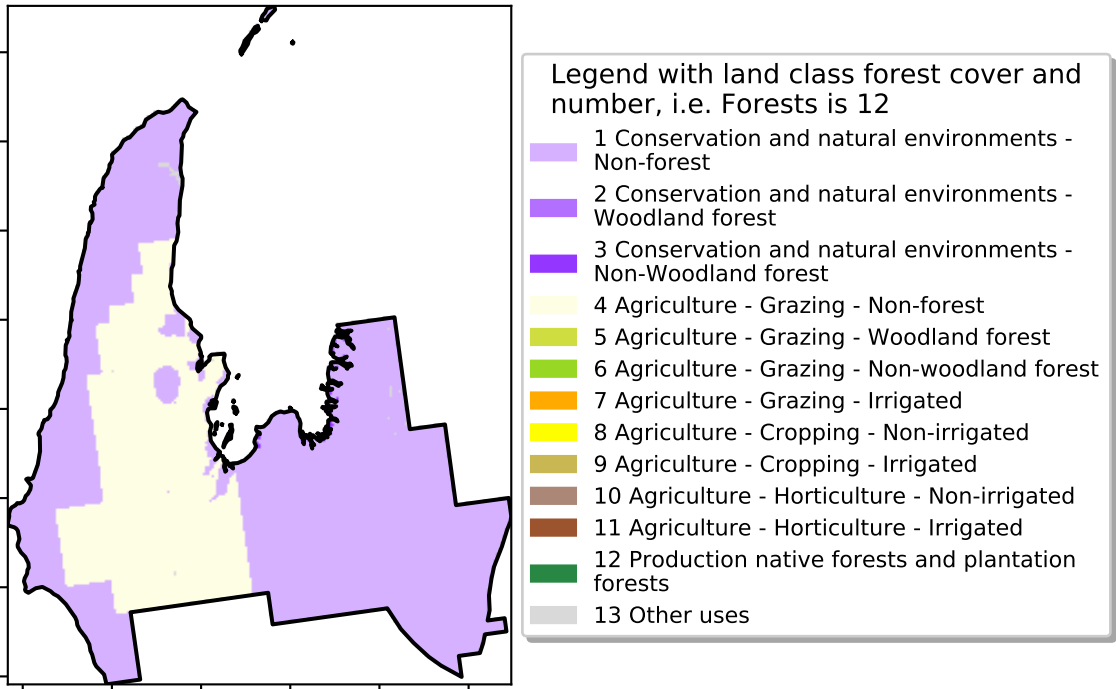 Legend with land class forest cover and
number, i.e. Forests is 12
1 Conservation and natural environments -
Non-forest
2 Conservation and natural environments -
Woodland forest
3 Conservation and natural environments -
Non-Woodland forest
4 Agriculture - Grazing - Non-forest
5 Agriculture - Grazing - Woodland forest
6 Agriculture - Grazing - Non-woodland forest
7 Agriculture - Grazing - Irrigated
8 Agriculture - Cropping - Non-irrigated
9 Agriculture - Cropping - Irrigated
10 Agriculture - Horticulture - Non-irrigated
11 Agriculture - Horticulture - Irrigated
12 Production native forests and plantation
forests
13 Other uses